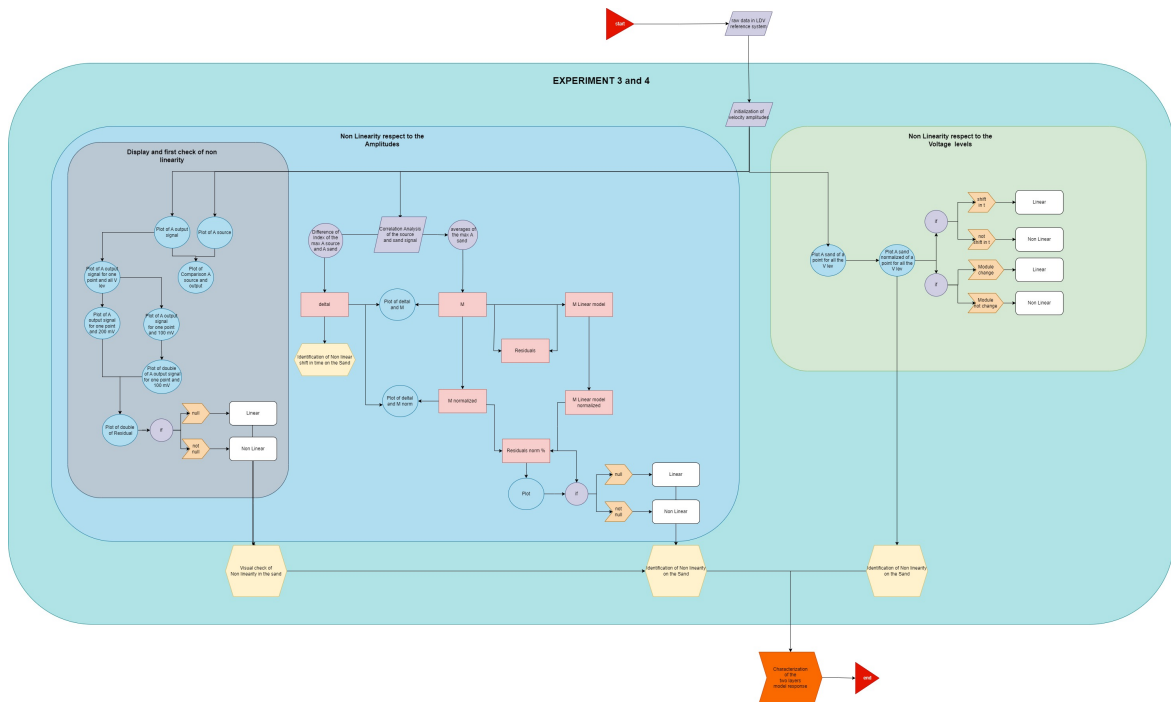 start
raw data in LDV
reference system
EXPERIMENT 3 and 4
initialization of
velocity amplitudes
Non Linearity respect to the
Amplitudes
Display and first check of non
linearity
Plot of A output
signal
Plot of A source
Plot of
Comparison A
source and
output
Plot of A output
signal for one
point and all V
lev
Plot of A
output signal
for one point
and 200 mV
Plot of A
output signal
for one point
and 100 mV
Plot of double
of A output signal
for one point and
100 mV
Plot of double
of Residual
if
null
not
null
Linear
Non Linear
Difference of
index of the
max A source
and A sand
Correlation Analysis
of the source
and sand signal
averages of
the max A
sand
deltaI
Plot of deltaI
and M
M
M Linear model
Residuals
Identification of Non linear
shift in time on the Sand
Plot of deltaI
and M norm
M normalized
M Linear model
normalized
Residuals norm %
Plot
if
null
not
null
Linear
Non Linear
Non Linearity respect to the
Voltage levels
Plot A sand of a
point for all the
V lev
Plot A sand
normalized of a
point for all the
V lev
if
if
shift
in t
not
shift in t
Module
change
Module
not change
Linear
Non Linear
Linear
Non Linear
Visual check of
Non linearity in the sand
Identification of Non linearity
on the Sand
Identification of Non linearity
on the Sand
Characterization
of the
two layers
model response
end